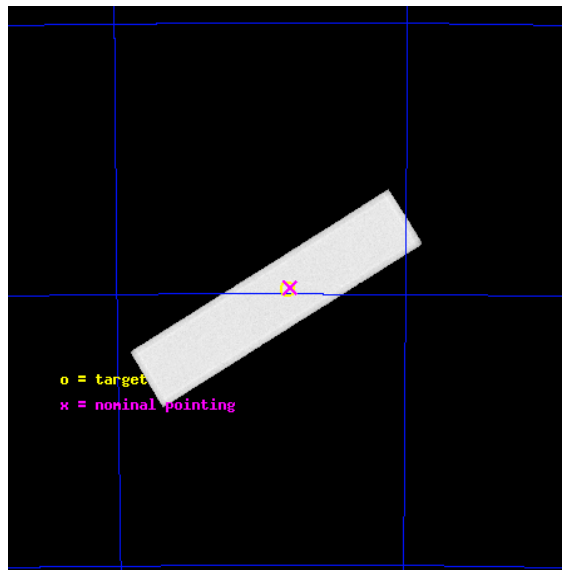 o = target
x = nominal pointing